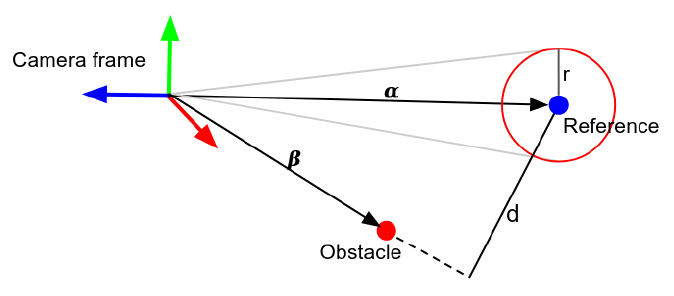 Camera frame
r
α
Reference
β
d
Obstacle